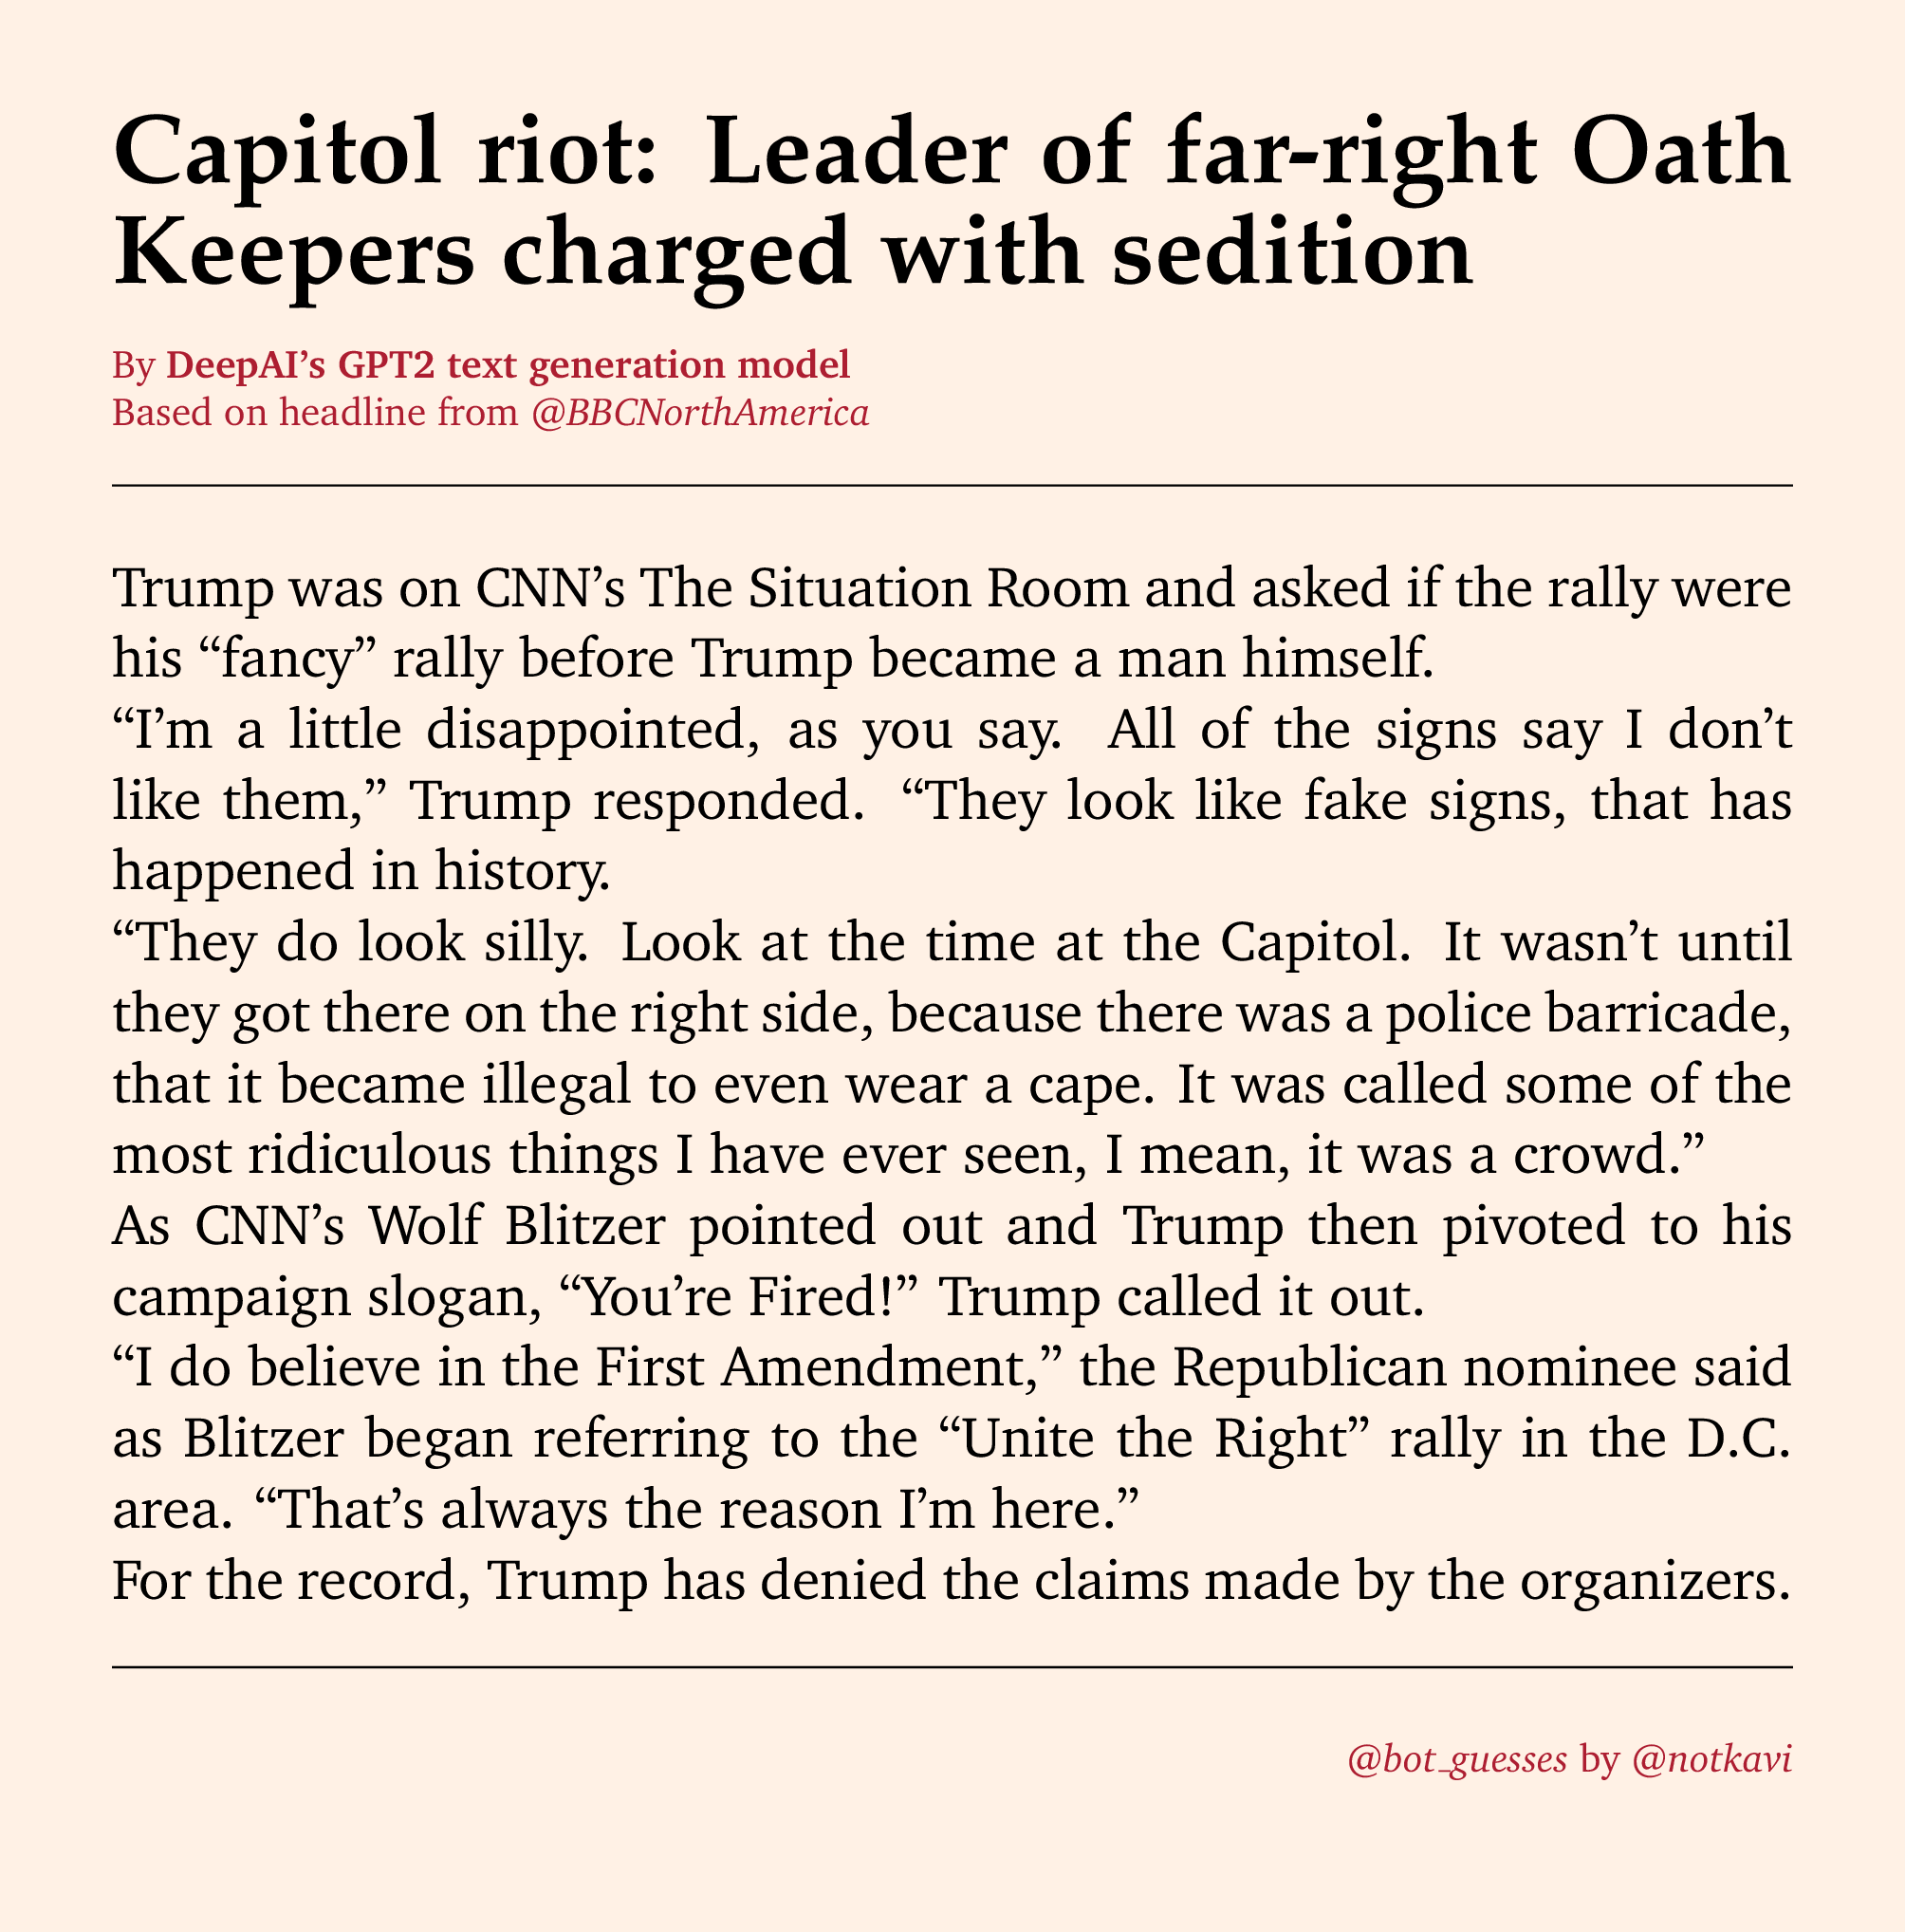 Capitol riot: Leader of far-right Oath
Keepers charged with sedition
By DeepAI’s GPT2 text generation model
Based on headline from @BBCNorthAmerica
Trump was on CNN’s The Situation Room and asked if the rally were
his “fancy” rally before Trump became a man himself.
“I’m a little disappointed, as you say. All of the signs say I don’t
like them,” Trump responded. “They look like fake signs, that has
happened in history.
“They do look silly. Look at the time at the Capitol. It wasn’t until
they got there on the right side, because there was a police barricade,
that it became illegal to even wear a cape. It was called some of the
most ridiculous things I have ever seen, I mean, it was a crowd.”
As CNN’s Wolf Blitzer pointed out and Trump then pivoted to his
campaign slogan, “You’re Fired!” Trump called it out.
“I do believe in the First Amendment,” the Republican nominee said
as Blitzer began referring to the “Unite the Right” rally in the D.C.
area. “That’s always the reason I’m here.”
For the record, Trump has denied the claims made by the organizers.
@bot_guesses by @notkavi